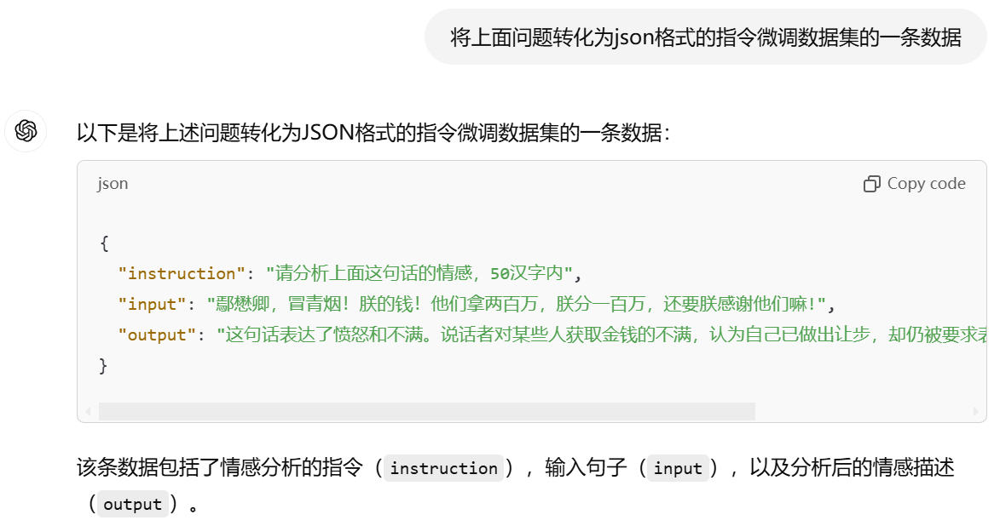 将上面问题转化为json格式的指令微调数据集的一条数据
以下是将上述问题转化为JSON格式的指令微调数据集的一条数据：
json
Copy code
{
"instruction": "请分析上面这句话的情感，50汉字内",
"input": "鄢懋卿，冒青烟！朕的钱！他们拿两百万，朕分一百万，还要朕感谢他们嘛!",
"output": "这句话表达了愤怒和不满。说话者对某些人获取金钱的不满，认为自己已做出让步，却仍被要求
}
该条数据包括了情感分析的指令（instruction），输入句子（input），以及分析后的情感描述
（output）。